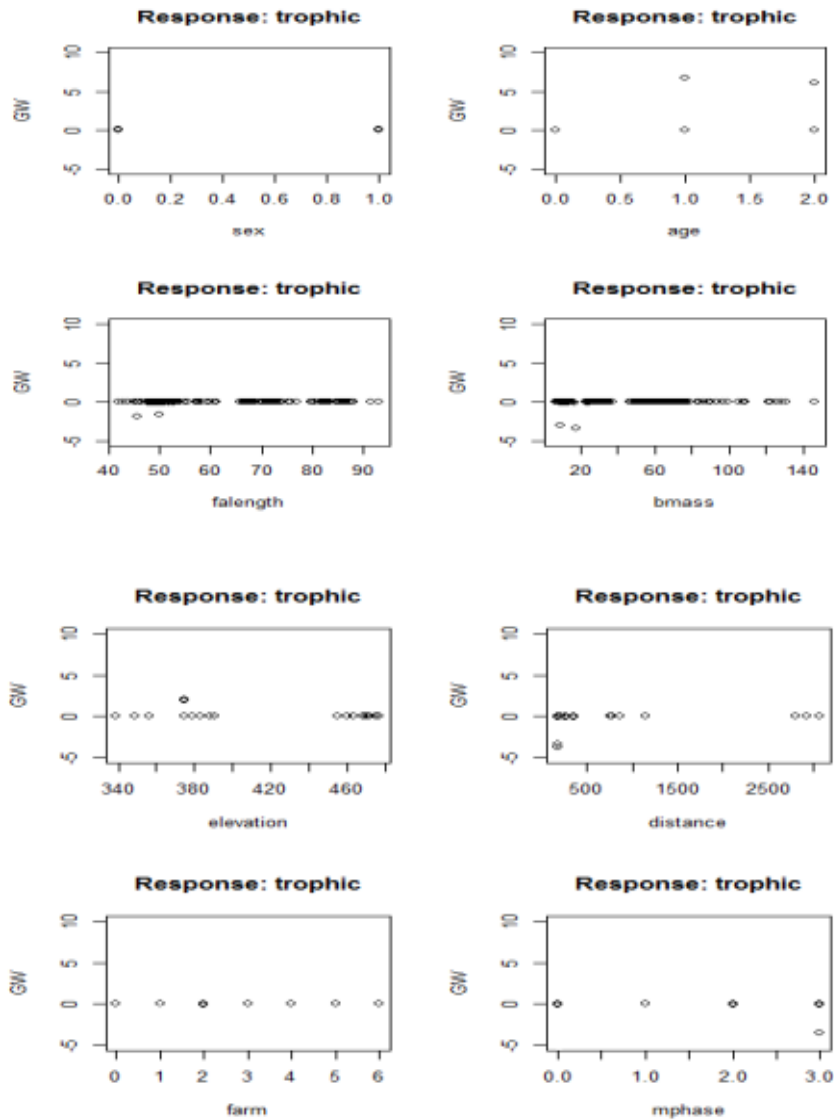 Response: trophic
GW
10
5
0
-5
0.0 0.2 0.4 0.6 0.8 1.0
sex
Response: trophic
GW
10
5
0
-5
0.0 0.5 1.0 1.5 2.0
age
Response: trophic
GW
10
5
0
-5
40 50 60 70 80 90
falength
Response: trophic
GW
10
5
0
-5
20 60 100 140
bmass
Response: trophic
GW
10
5
0
-5
340 380 420 460
elevation
Response: trophic
GW
10
5
0
-5
500 1500 2500
distance
Response: trophic
GW
10
5
0
-5
0 1 2 3 4 5 6
farm
Response: trophic
GW
10
5
0
-5
0.0 1.0 2.0 3.0
mphase